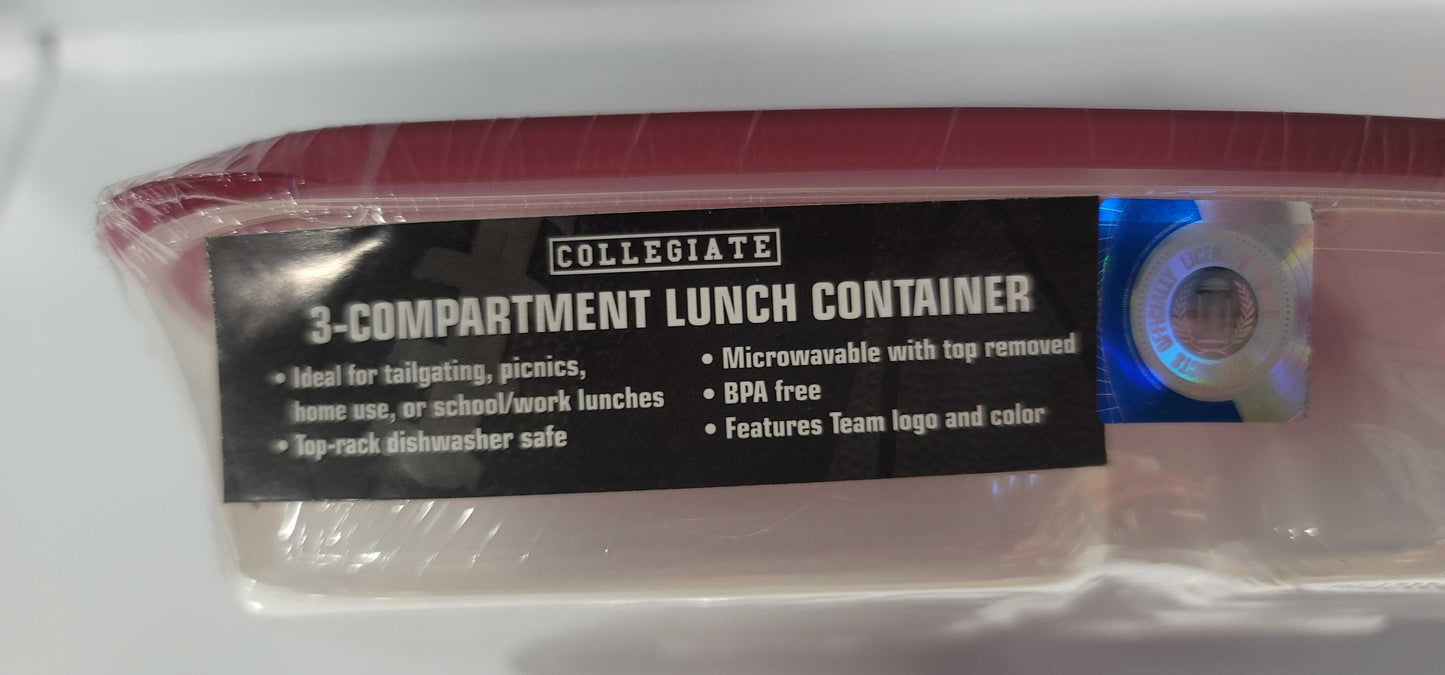 COLLEGIATE
3-COMPARTMENT LUNCH CONTAINER
• Ideal for tailgating, picnics,
home use, or school/work lunches
• Top-rack dishwasher safe
• Microwavable with top removed
• BPA free
• Features Team logo and color
OFFICIALLY